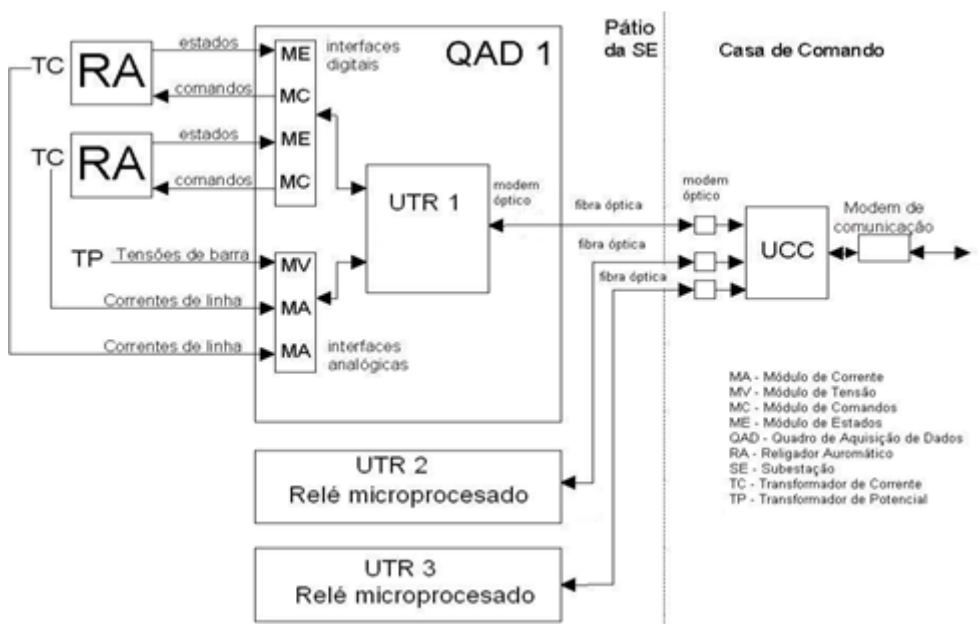 Pátio
da SE
Casa de Comando
QAD 1
TC
RA
estados
comandos
ME
MC
interfaces
digitais
TC
RA
estados
comandos
ME
MC
UTR 1
modem
óptico
fibra óptica
modem
óptico
fibra óptica
fibra óptica
UCC
Modem de
comunicação
TP
Tensões de barra
MV
Correntes de linha
MA
Correntes de linha
MA
interfaces
analógicas
MA - Módulo de Corrente
MV - Módulo de Tensão
MC - Módulo de Comandos
ME - Módulo de Estados
QAD - Quadro de Aquisição de Dados
RA - Religador Auromático
SE - Subestação
TC - Transformador de Corrente
TP - Transformador de Potencial
UTR 2
Relé microprocesado
UTR 3
Relé microprocesado